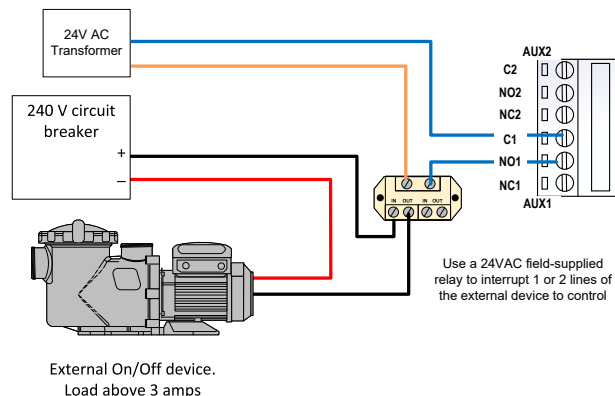 24V AC
Transformer
240 V circuit
breaker
+
–
AUX2
C2
NO2
NC2
C1
NO1
NC1
AUX1
IN OUT IN OUT
Use a 24VAC field-supplied
relay to interrupt 1 or 2 lines of
the external device to control
External On/Off device.
Load above 3 amps